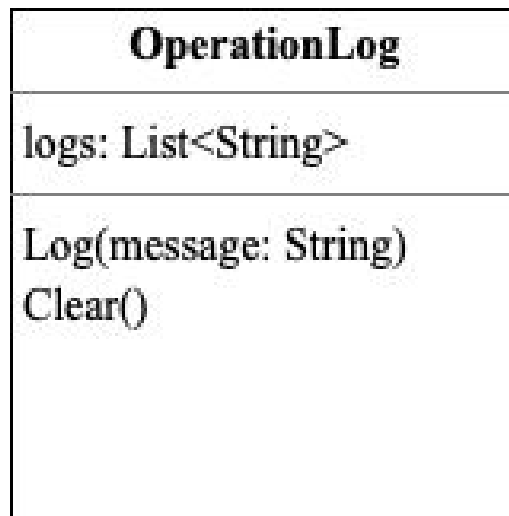 OperationLog
logs: List<String>
Log(message: String)
Clear()